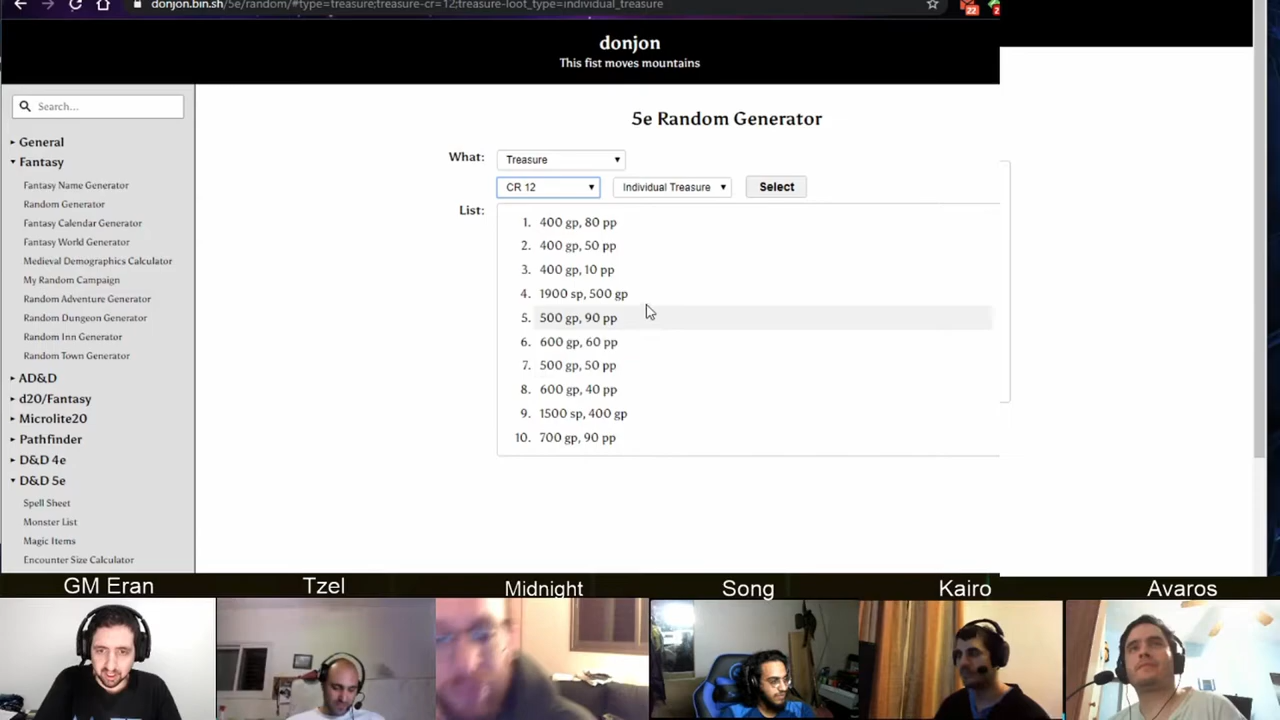 donjon.bin.sh/5e/random/#type=treasure;treasure-cr=12;treasure-loot_type=individual_treasure
22
2
donjon
This fist moves mountains
Search...
General
Fantasy
Fantasy Name Generator
Random Generator
Fantasy Calendar Generator
Fantasy World Generator
Medieval Demographics Calculator
My Random Campaign
Random Adventure Generator
Random Dungeon Generator
Random Inn Generator
Random Town Generator
AD&D
d20/Fantasy
Microlite20
Pathfinder
D&D 4e
D&D 5e
Spell Sheet
Monster List
Magic Items
Encounter Size Calculator
5e Random Generator
What: Treasure
CR 12 Individual Treasure Select
List:
1. 400 gp, 80 pp
2. 400 gp, 50 pp
3. 400 gp, 10 pp
4. 1900 sp, 500 gp
5. 500 gp, 90 pp
6. 600 gp, 60 pp
7. 500 gp, 50 pp
8. 600 gp, 40 pp
9. 1500 sp, 400 gp
10. 700 gp, 90 pp
GM Eran Tzel Midnight Song Kairo Avaros